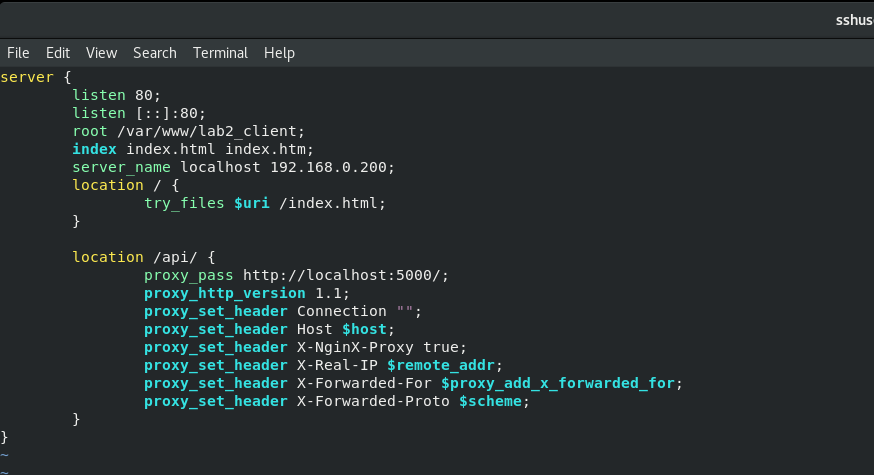 sshus
File Edit View Search Terminal Help
server {
        listen 80;
        listen [::]:80;
        root /var/www/lab2_client;
        index index.html index.htm;
        server_name localhost 192.168.0.200;
        location / {
                try_files $uri /index.html;
        }

        location /api/ {
                proxy_pass http://localhost:5000/;
                proxy_http_version 1.1;
                proxy_set_header Connection "";
                proxy_set_header Host $host;
                proxy_set_header X-NginX-Proxy true;
                proxy_set_header X-Real-IP $remote_addr;
                proxy_set_header X-Forwarded-For $proxy_add_x_forwarded_for;
                proxy_set_header X-Forwarded-Proto $scheme;
        }
}
~
~